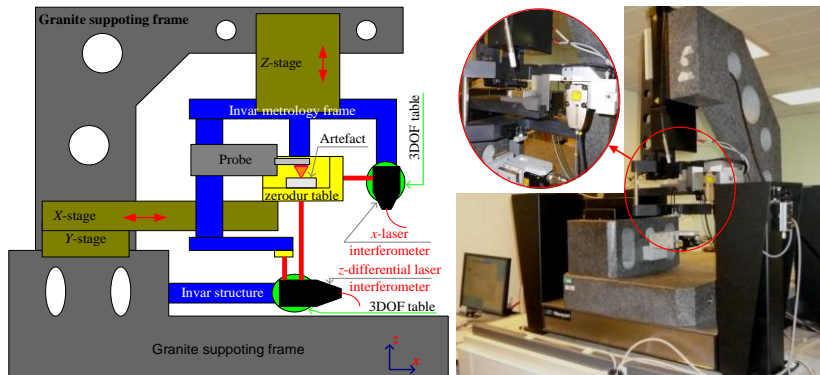 Granite suppoting frame
Z-stage
Invar metrology frame
Artefact
Probe
3DOF table
zerodur table
X-stage
Y-stage
x-laser
interferometer
z-differential laser
interferometer
Invar structure
3DOF table
Granite suppoting frame
z
x
Newport